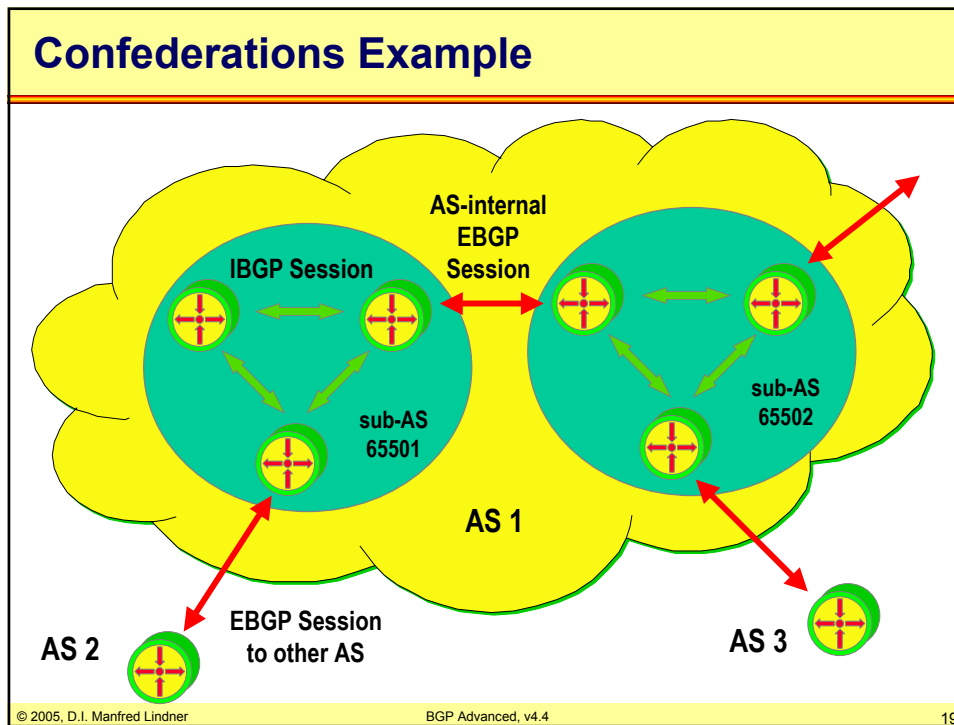 Confederations Example
AS-internal
EBGP
Session
IBGP Session
sub-AS
65501
sub-AS
65502
AS 1
AS 2
EBGP Session
to other AS
AS 3
© 2005, D.I. Manfred Lindner
BGP Advanced, v4.4
19